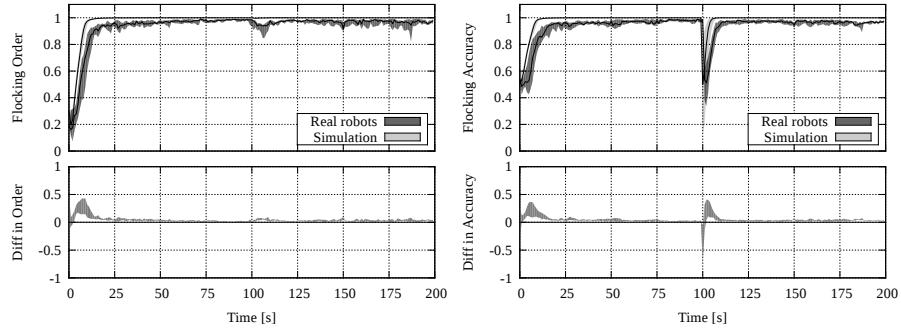 Flocking Order
1
0.8
0.6
0.4
0.2
0
Real robots
Simulation
Diff in Order
1
0.5
0
-0.5
-1
0 25 50 75 100 125 150 175 200
Time [s]
Flocking Accuracy
1
0.8
0.6
0.4
0.2
0
Real robots
Simulation
Diff in Accuracy
1
0.5
0
-0.5
-1
0 25 50 75 100 125 150 175 200
Time [s]